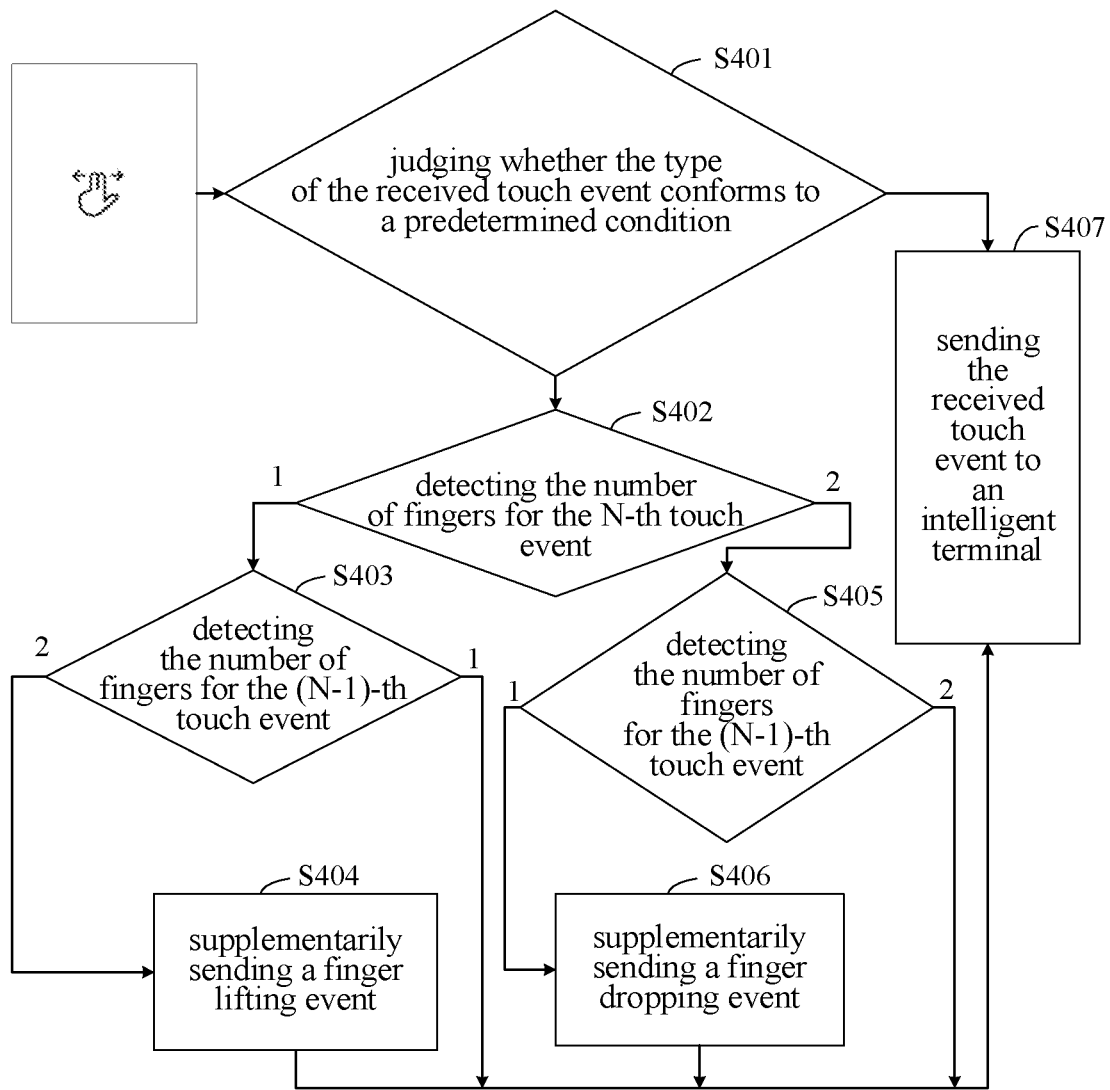 S401
judging whether the type
of the received touch event conforms to
a predetermined condition
S407
sending
the
received
touch
event to
an
intelligent
terminal
S402
1
2
detecting the number
of fingers for the N-th touch
event
S403
2
1
detecting
the number of
fingers for the (N-1)-th
touch event
S405
1
2
detecting
the number of
fingers
for the (N-1)-th
touch event
S404
supplementarily
sending a finger
lifting event
S406
supplementarily
sending a finger
dropping event